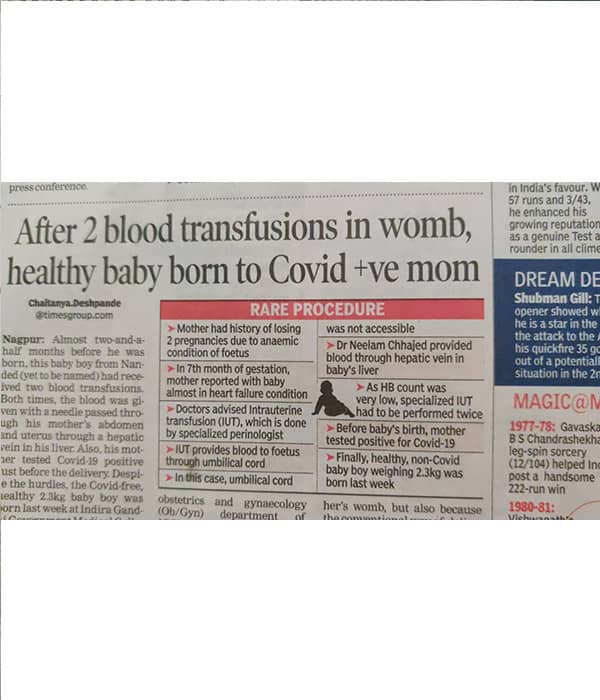 press conference.
After 2 blood transfusions in womb,
healthy baby born to Covid +ve mom
Chaitanya.Deshpande
@timesgroup.com
Nagpur: Almost two-and-a-
half months before he was
born, this baby boy from Nan-
ded (yet to be named) had rece-
ived two blood transfusions.
Both times, the blood was gi-
ven with a needle passed thro-
ugh his mother's abdomen
and uterus through a hepatic
vein in his liver. Also, his mot-
her tested Covid-19 positive
just before the delivery. Despi-
e the hurdles, the Covid-free,
healthy 2.3kg baby boy was
born last week at Indira Gand-
RARE PROCEDURE
➤ Mother had history of losing
2 pregnancies due to anaemic
condition of foetus
➤ In 7th month of gestation,
mother reported with baby
almost in heart failure condition
➤ Doctors advised Intrauterine
transfusion (IUT), which is done
by specialized perinologist
➤ IUT provides blood to foetus
through umbilical cord
➤ In this case, umbilical cord
was not accessible
➤ Dr Neelam Chhajed provided
blood through hepatic vein in
baby's liver
➤ As HB count was
very low, specialized IUT
had to be performed twice
➤ Before baby's birth, mother
tested positive for Covid-19
➤ Finally, healthy, non-Covid
baby boy weighing 2.3kg was
born last week
obstetrics and gynaecology
(Ob/Gyn) department of
her's womb, but also because
in India's favour. W
57 runs and 3/43,
he enhanced his
growing reputation
as a genuine Test a
rounder in all clime
DREAM DE
Shubman Gill: T
opener showed w
he is a star in the
the attack to the
his quickfire 35 go
out of a potential
situation in the 2n
MAGIC@M
1977-78: Gavaska
B S Chandrashekha
leg-spin sorcery
(12/104) helped Ind
post a handsome
222-run win
1980-81: